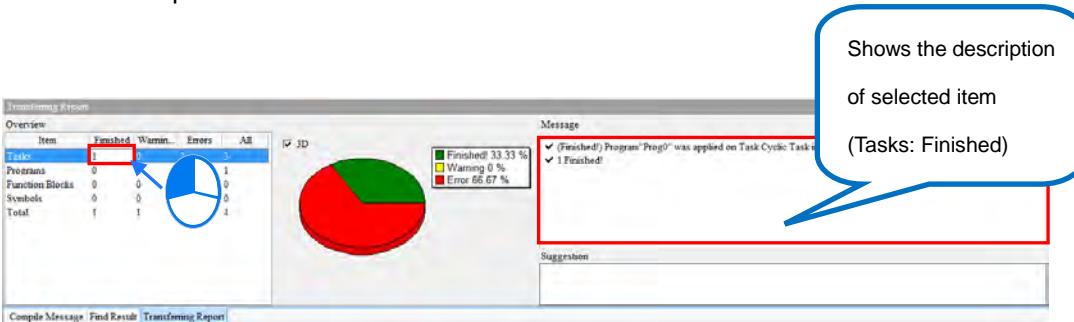 Shows the description
of selected item
(Tasks: Finished)
Transferring Report
Overview
Item Finished Warnin... Errors All
Tasks 1 0 3
Programs 0 1
Function Blocks 0 0 0
Symbols 0 0 0
Total 1 1 4
3D
Finished! 33.33 %
Warning 0 %
Error 66.67 %
Message
(Finished!) Program"Prog0" was applied on Task Cyclic Task
1 Finished!
Suggestion
Compile Message Find Result Transferring Report